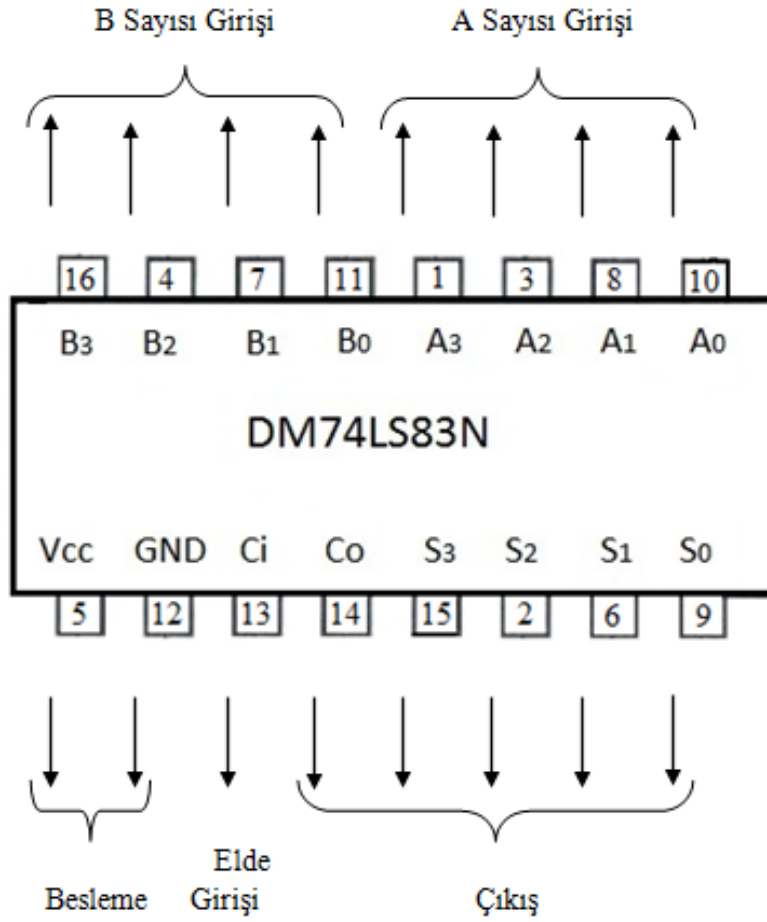 B Sayısı Girişi A Sayısı Girişi
16 4 7 11 1 3 8 10
B3 B2 B1 B0 A3 A2 A1 A0
DM74LS83N
Vcc GND Ci Co S3 S2 S1 S0
5 12 13 14 15 2 6 9
Elde
Besleme Girişi Çıkış